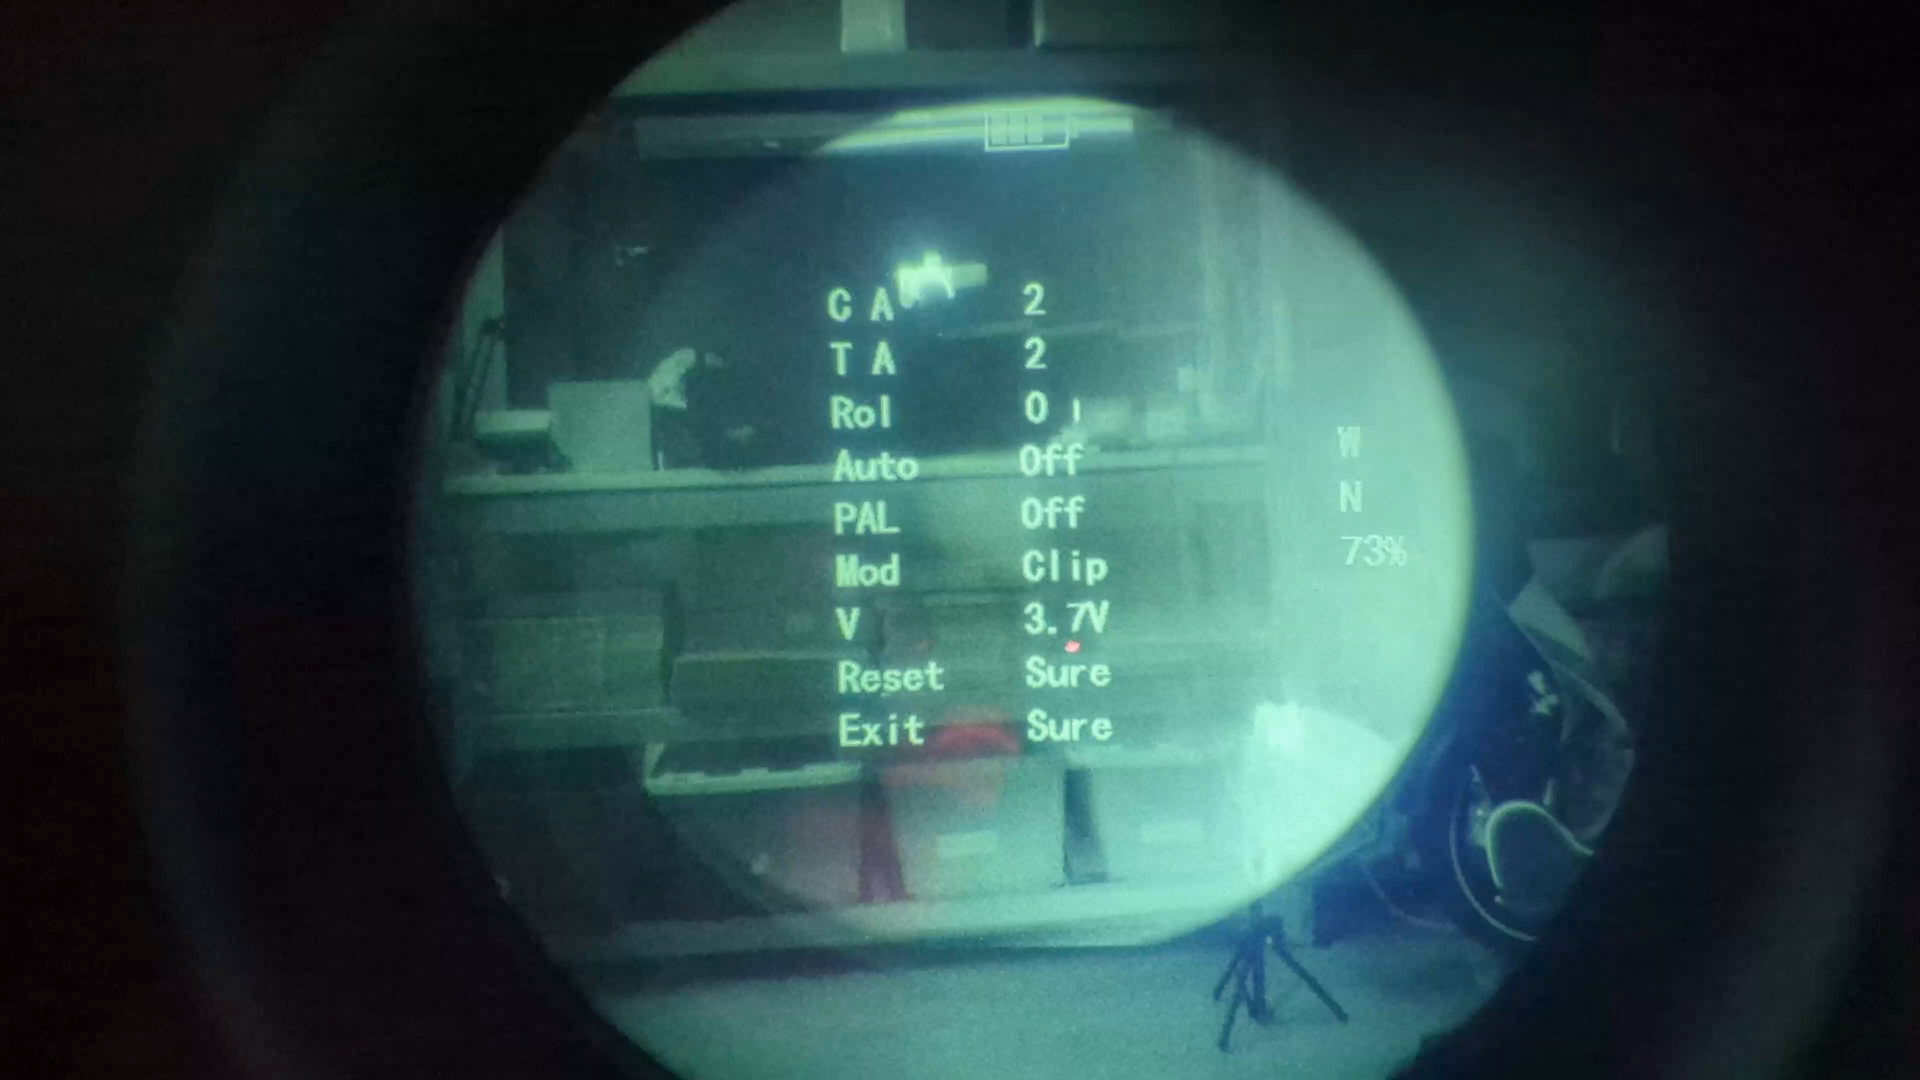 C A 2
T A 2
Rol 0
Auto Off
PAL Off
Mod Clip
V 3.7V
Reset Sure
Exit Sure
W
N
73%